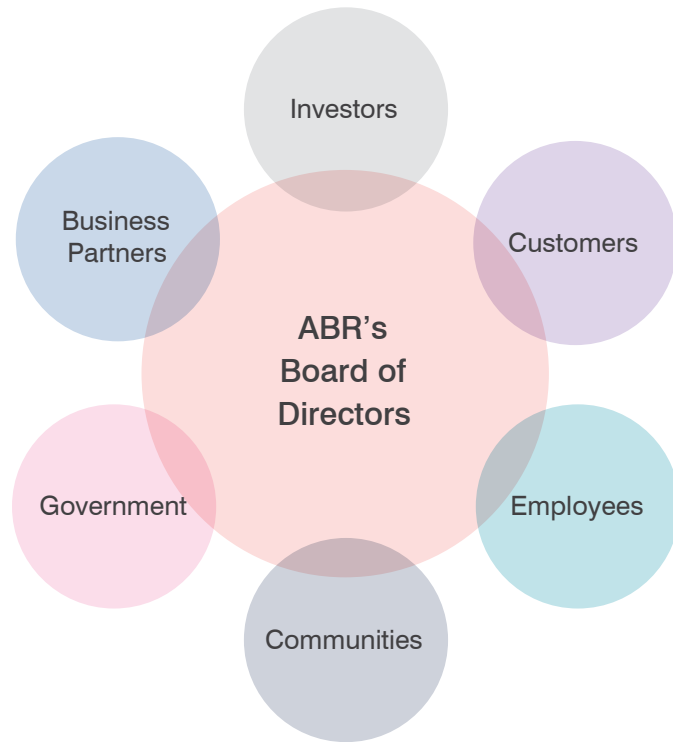 Investors
Business
Partners
Customers
ABR’s
Board of
Directors
Government
Employees
Communities